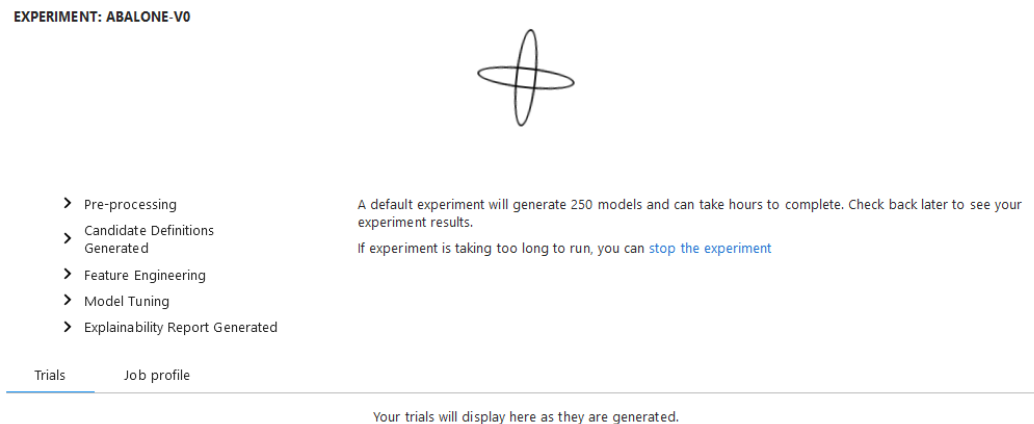 EXPERIMENT: ABALONE-V0
Pre-processing
Candidate Definitions
Generated
Feature Engineering
Model Tuning
Explainability Report Generated
A default experiment will generate 250 models and can take hours to complete. Check back later to see your
experiment results.
If experiment is taking too long to run, you can stop the experiment
Trials
Job profile
Your trials will display here as they are generated.